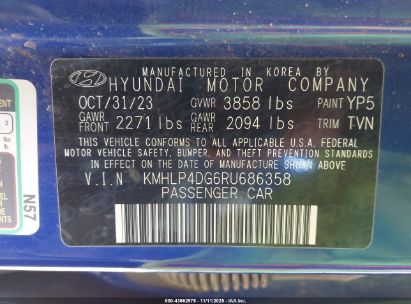 MANUFACTURED IN KOREA BY
HYUNDAI MOTOR COMPANY
OCT/31/23 GVWR 3858 lbs PAINT YP5
GAWR FRONT 2271 lbs GAWR REAR 2094 lbs TRIM TVN
THIS VEHICLE CONFORMS TO ALL APPLICABLE U.S. FEDERAL
MOTOR VEHICLE SAFETY, BUMPER, AND THEFT PREVENTION STANDARDS
IN EFFECT ON THE DATE OF MANUFACTURE SHOWN ABOVE.
V.I.N KMHLP4DG6RU686358
PASSENGER CAR
3
N57